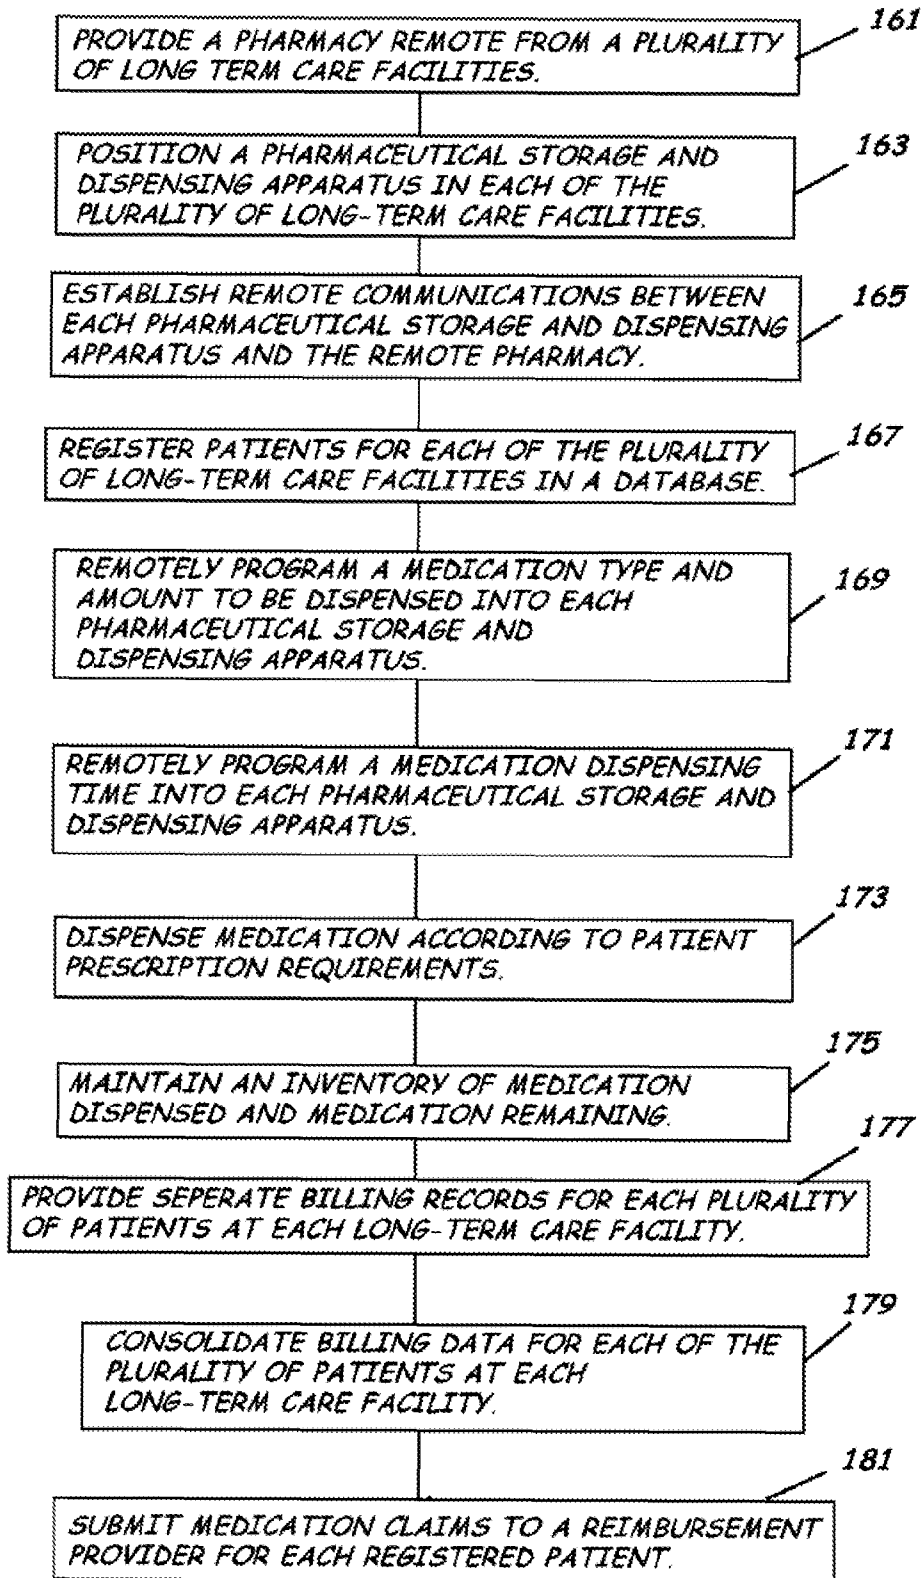 161
PROVIDE A PHARMACY REMOTE FROM A PLURALITY
OF LONG TERM CARE FACILITIES.
163
POSITION A PHARMACEUTICAL STORAGE AND
DISPENSING APPARATUS IN EACH OF THE
PLURALITY OF LONG-TERM CARE FACILITIES.
165
ESTABLISH REMOTE COMMUNICATIONS BETWEEN
EACH PHARMACEUTICAL STORAGE AND DISPENSING
APPARATUS AND THE REMOTE PHARMACY.
167
REGISTER PATIENTS FOR EACH OF THE PLURALITY
OF LONG-TERM CARE FACILITIES IN A DATABASE.
169
REMOTELY PROGRAM A MEDICATION TYPE AND
AMOUNT TO BE DISPENSED INTO EACH
PHARMACEUTICAL STORAGE AND
DISPENSING APPARATUS.
171
REMOTELY PROGRAM A MEDICATION DISPENSING
TIME INTO EACH PHARMACEUTICAL STORAGE AND
DISPENSING APPARATUS.
173
DISPENSE MEDICATION ACCORDING TO PATIENT
PRESCRIPTION REQUIREMENTS.
175
MAINTAIN AN INVENTORY OF MEDICATION
DISPENSED AND MEDICATION REMAINING.
177
PROVIDE SEPERATE BILLING RECORDS FOR EACH PLURALITY
OF PATIENTS AT EACH LONG-TERM CARE FACILITY.
179
CONSOLIDATE BILLING DATA FOR EACH OF THE
PLURALITY OF PATIENTS AT EACH
LONG-TERM CARE FACILITY.
181
SUBMIT MEDICATION CLAIMS TO A REIMBURSEMENT
PROVIDER FOR EACH REGISTERED PATIENT.